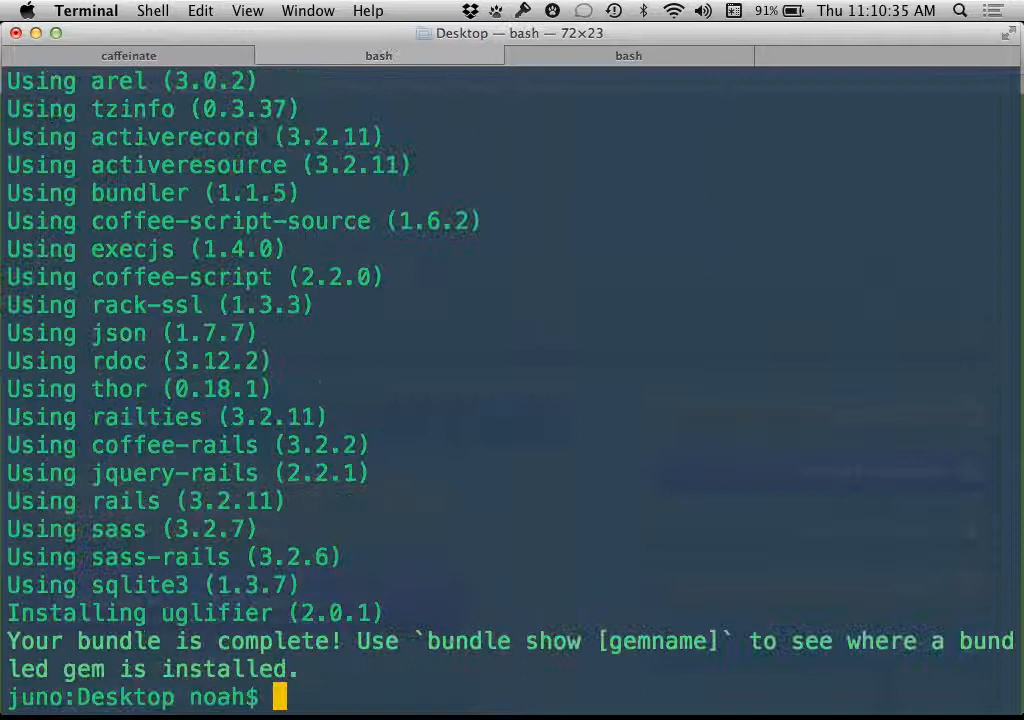 Terminal Shell Edit View Window Help 91% Thu 11:10:35 AM
Desktop — bash — 72×23
caffeinate bash bash
Using arel (3.0.2)
Using tzinfo (0.3.37)
Using activerecord (3.2.11)
Using activeresource (3.2.11)
Using bundler (1.1.5)
Using coffee-script-source (1.6.2)
Using execjs (1.4.0)
Using coffee-script (2.2.0)
Using rack-ssl (1.3.3)
Using json (1.7.7)
Using rdoc (3.12.2)
Using thor (0.18.1)
Using railties (3.2.11)
Using coffee-rails (3.2.2)
Using jquery-rails (2.2.1)
Using rails (3.2.11)
Using sass (3.2.7)
Using sass-rails (3.2.6)
Using sqlite3 (1.3.7)
Installing uglifier (2.0.1)
Your bundle is complete! Use `bundle show [gemname]` to see where a bund
led gem is installed.
juno:Desktop noah$